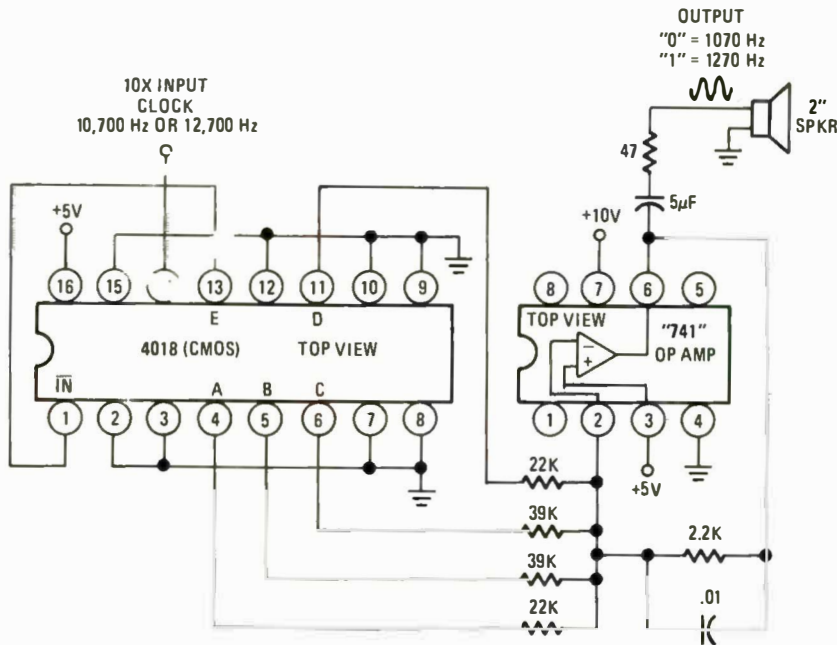 OUTPUT
"0" = 1070 Hz
"1" = 1270 Hz
10X INPUT
CLOCK
10,700 Hz OR 12,700 Hz
2"
SPKR
47
5µF
+5V
+10V
16
15
13
12
11
10
9
8
7
6
5
E
D
TOP VIEW
"741"
OP AMP
4018 (CMOS)
TOP VIEW
−
+
IN
A
B
C
1
2
3
4
5
6
7
8
1
2
3
4
+5V
22K
39K
39K
22K
2.2K
.01